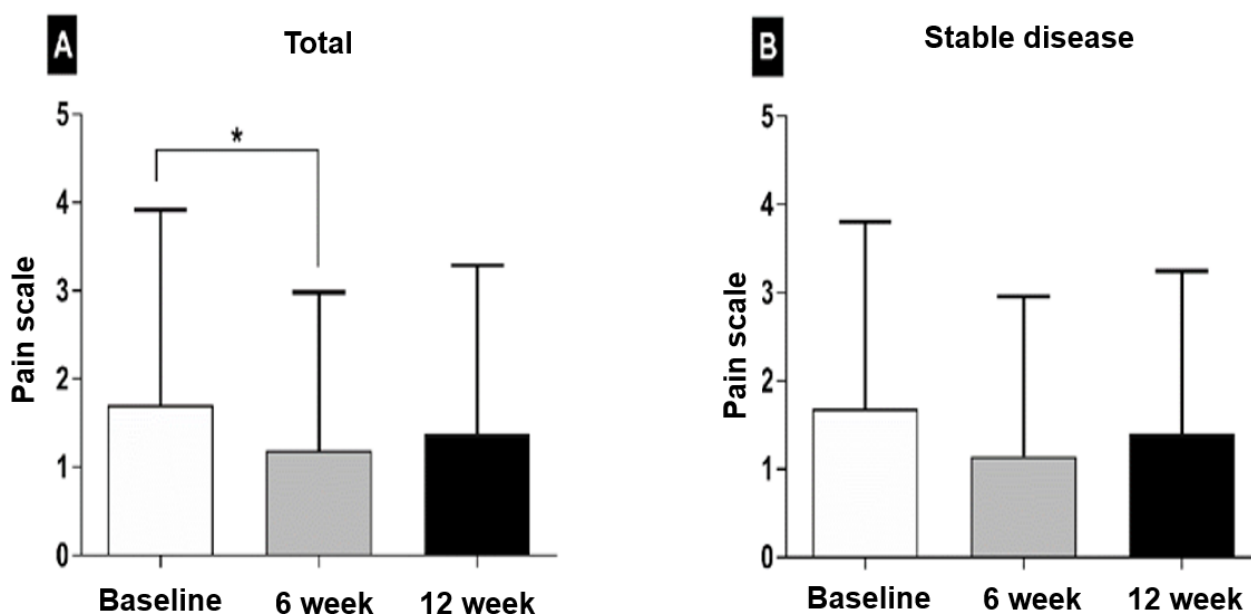 A
Total
5
4
3
2
1
0
Pain scale
*
Baseline
6 week
12 week
B
Stable disease
5
4
3
2
1
0
Pain scale
Baseline
6 week
12 week